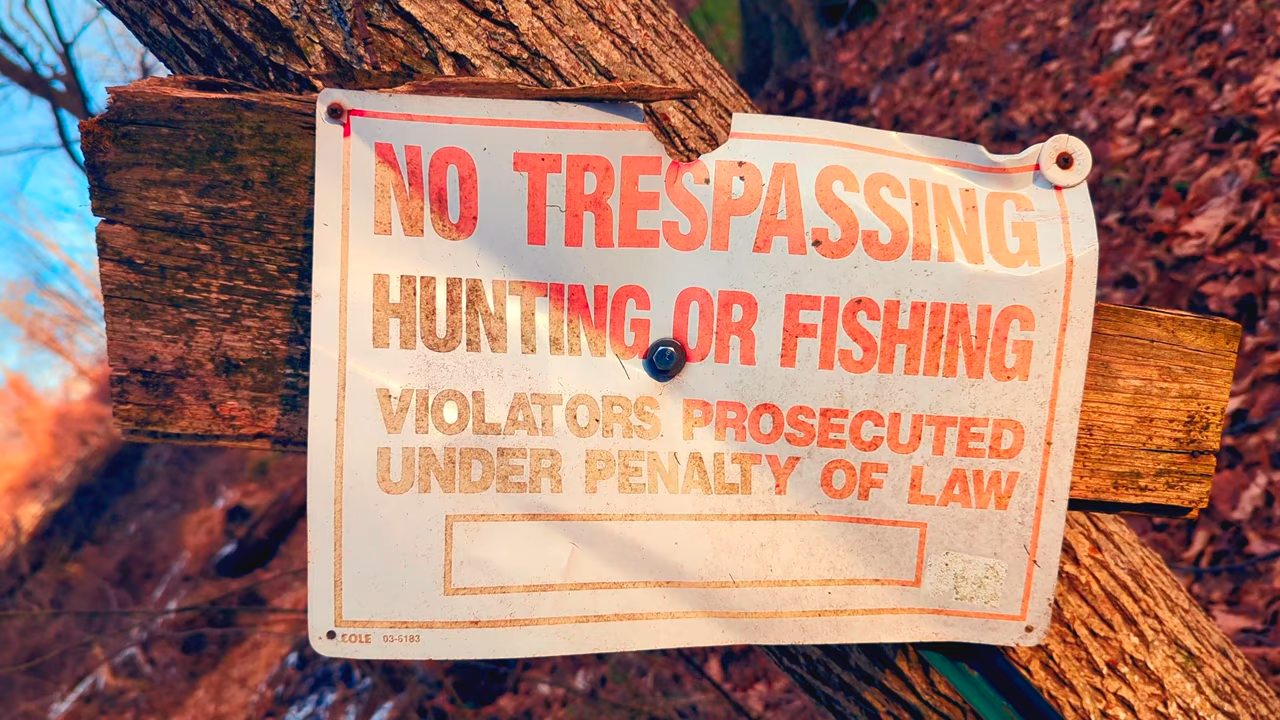 NO TRESPASSING
HUNTING OR FISHING
VIOLATORS PROSECUTED
UNDER PENALTY OF LAW
COLE 03-6183